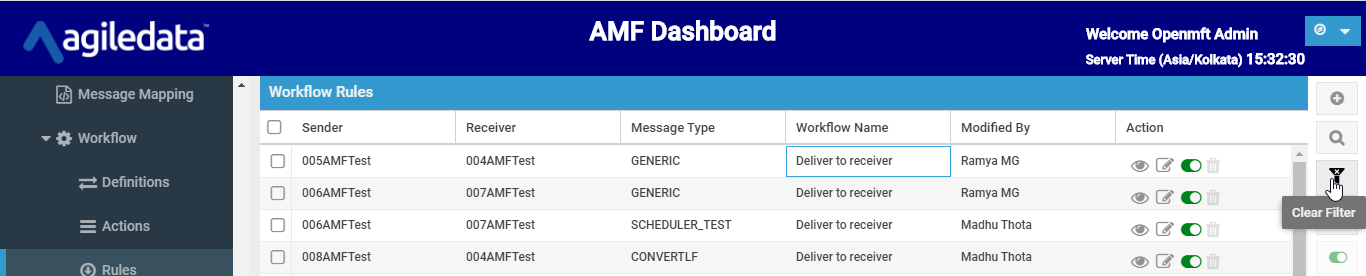 agiledata™
AMF Dashboard
Welcome Openmft Admin
Server Time (Asia/Kolkata) 15:32:30
Message Mapping
Workflow
Definitions
Actions
Rules
Workflow Rules
Sender Receiver Message Type Workflow Name Modified By Action
005AMFTest 004AMFTest GENERIC Deliver to receiver Ramya MG
006AMFTest 007AMFTest GENERIC Deliver to receiver Ramya MG
006AMFTest 007AMFTest SCHEDULER_TEST Deliver to receiver Madhu Thota
008AMFTest 004AMFTest CONVERTLF Deliver to receiver Madhu Thota
Clear Filter